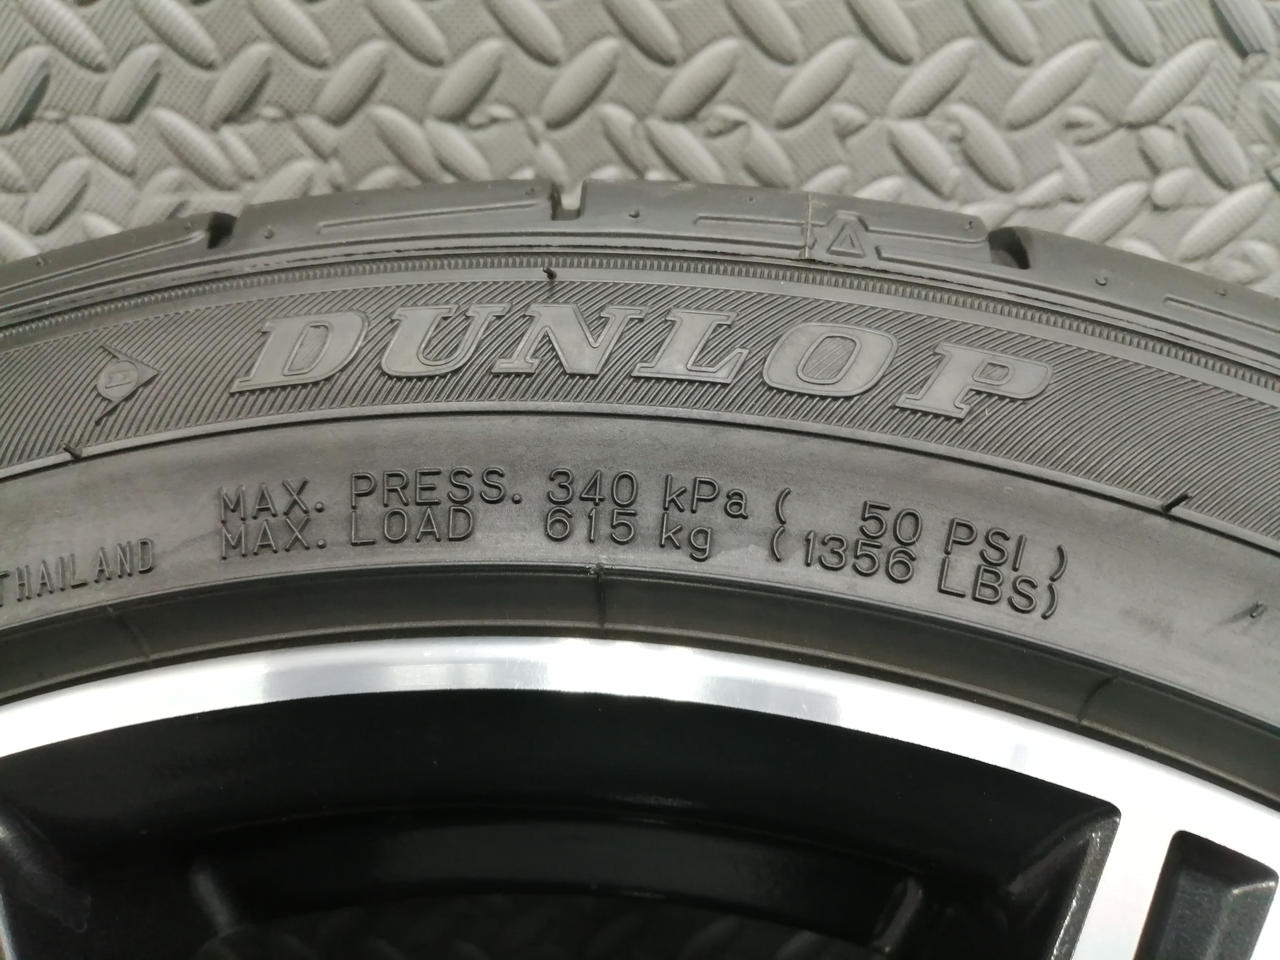 DUNLOP
MAX. PRESS. 340 kPa ( 50 PSI )
MAX. LOAD 615 kg (1356 LBS)
THAILAND